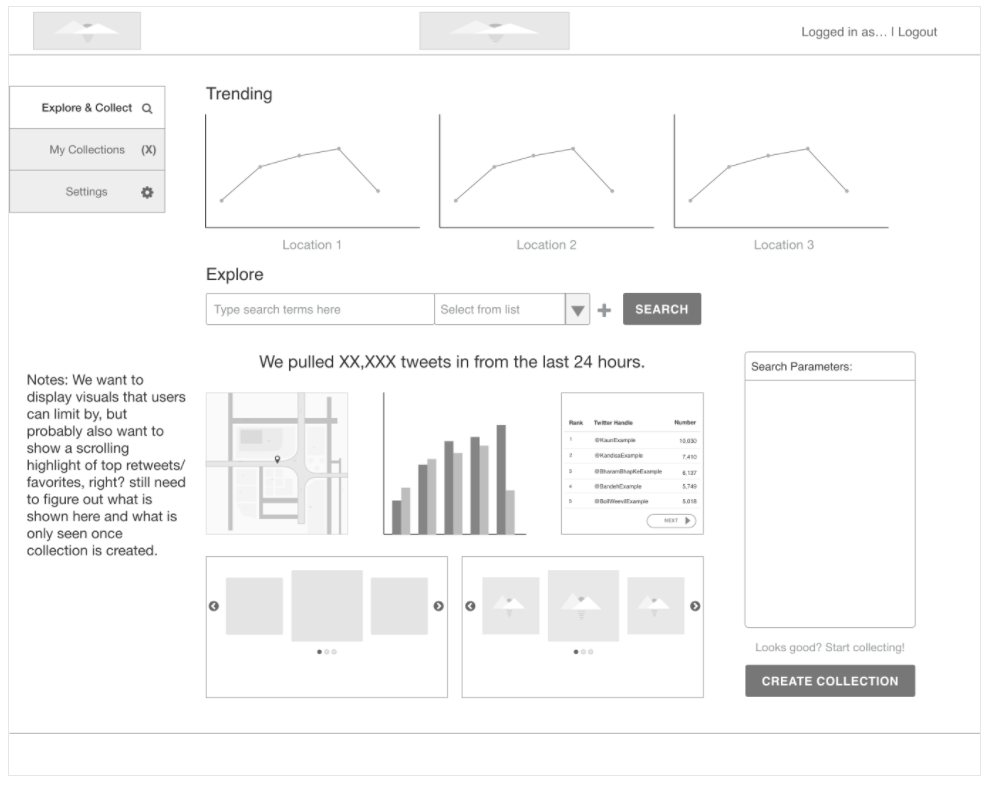 Logged in as... | Logout
Explore & Collect
My Collections (X)
Settings
Trending
Location 1
Location 2
Location 3
Explore
Type search terms here
Select from list
SEARCH
We pulled XX,XXX tweets in from the last 24 hours.
Notes: We want to
display visuals that users
can limit by, but
probably also want to
show a scrolling
highlight of top retweets/
favorites, right? still need
to figure out what is
shown here and what is
only seen once
collection is created.
Rank Twitter Handle Number
1 @KaunExample 10,030
2 @KandisaExample 7,410
3 @BharamBhapKeExample 6,137
4 @BandehExample 5,749
5 @BollWeevilExample 5,018
NEXT
Search Parameters:
Looks good? Start collecting!
CREATE COLLECTION